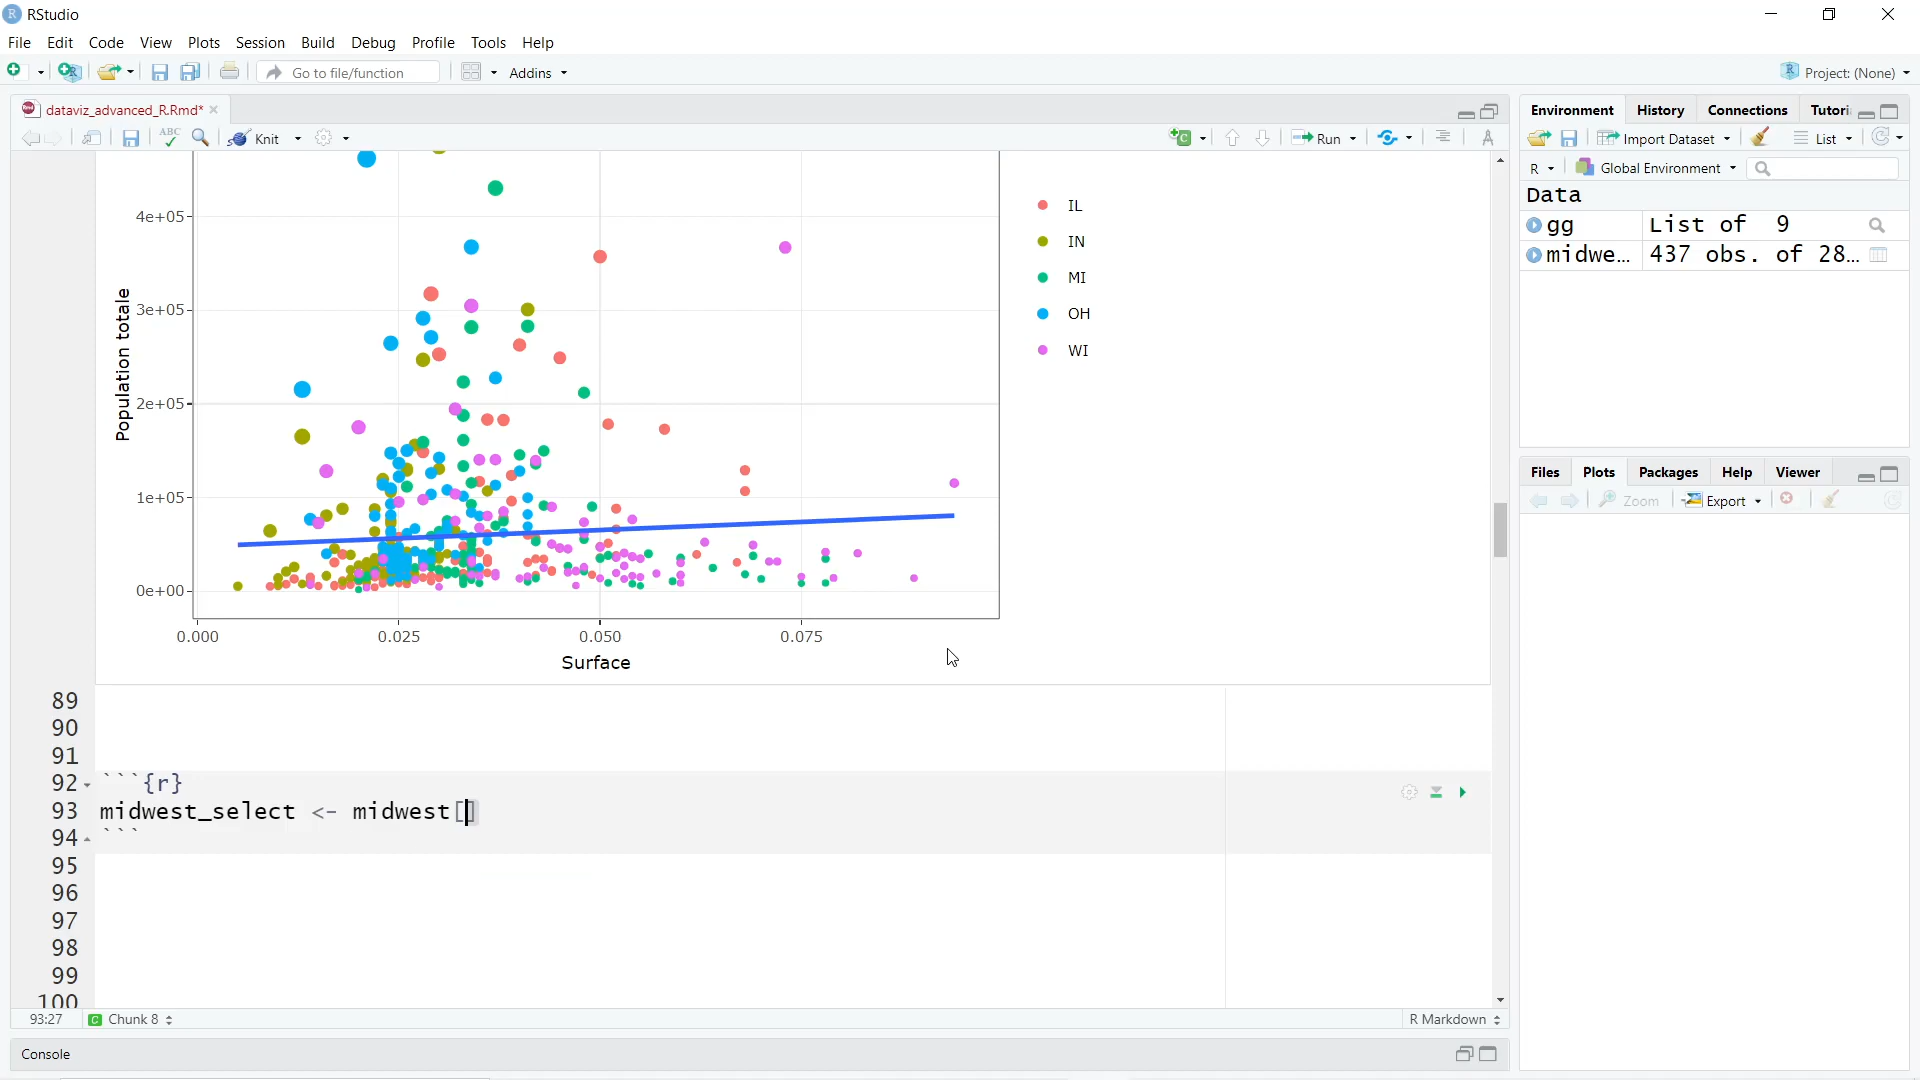 RStudio
File Edit Code View Plots Session Build Debug Profile Tools Help
Go to file/function Addins Project: (None)
dataviz_advanced_R.Rmd*
ABC Knit Run
4e+05
3e+05
2e+05
1e+05
0e+00
Population totale
0.000 0.025 0.050 0.075
Surface
IL
IN
MI
OH
WI
89
90
91
92 ```{r}
93 midwest_select <- midwest[]
94 ```
95
96
97
98
99
100
93:27 Chunk 8 R Markdown
Console
Environment History Connections Tutori
Import Dataset List
R Global Environment
Data
gg List of 9
midwe... 437 obs. of 28...
Files Plots Packages Help Viewer
Zoom Export